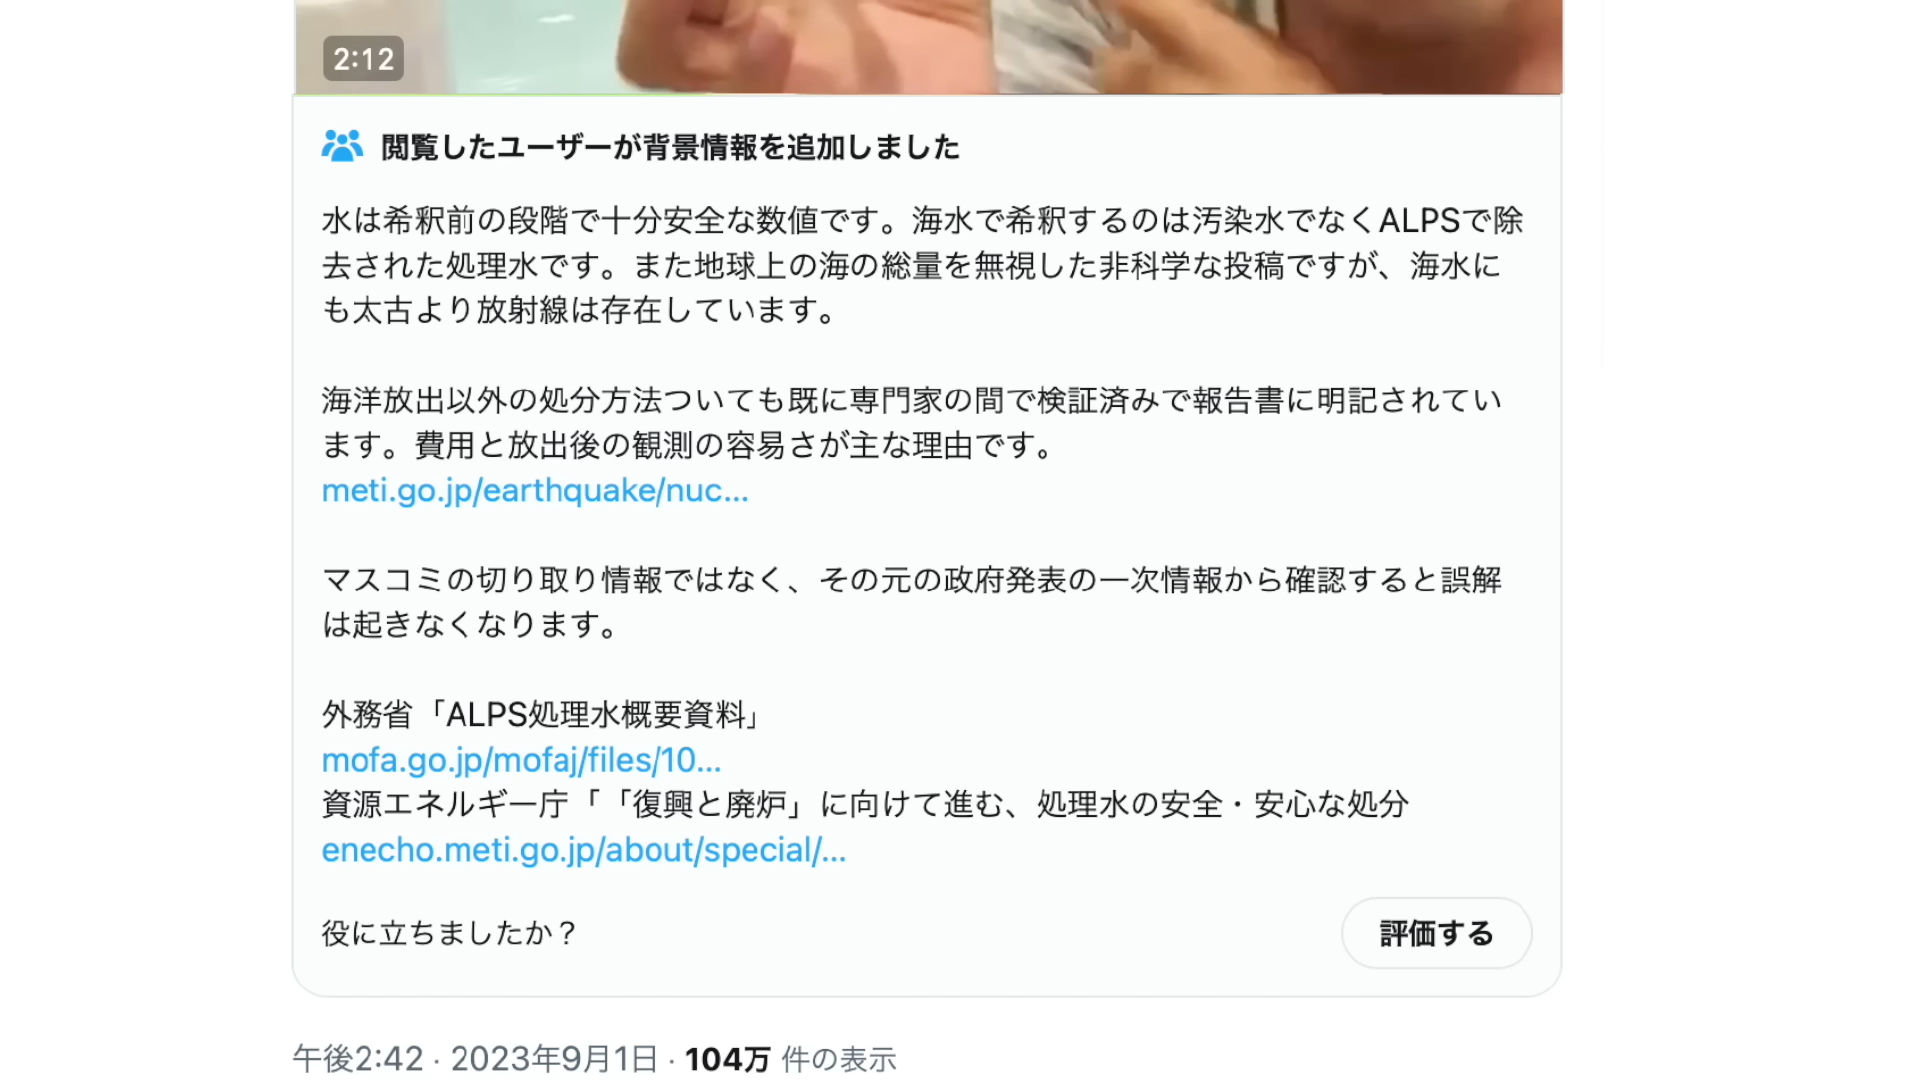 2:12
閲覧したユーザーが背景情報を追加しました
水は希釈前の段階で十分安全な数値です。海水で希釈するのは汚染水でなくALPSで除
去された処理水です。また地球上の海の総量を無視した非科学な投稿ですが、海水に
も太古より放射線は存在しています。
海洋放出以外の処分方法ついても既に専門家の間で検証済みで報告書に明記されてい
ます。費用と放出後の観測の容易さが主な理由です。
meti.go.jp/earthquake/nuc…
マスコミの切り取り情報ではなく、その元の政府発表の一次情報から確認すると誤解
は起きなくなります。
外務省「ALPS処理水概要資料」
mofa.go.jp/mofaj/files/10…
資源エネルギー庁「「復興と廃炉」に向けて進む、処理水の安全・安心な処分
enecho.meti.go.jp/about/special/…
役に立ちましたか？
評価する
午後2:42 · 2023年9月1日 · 104万 件の表示